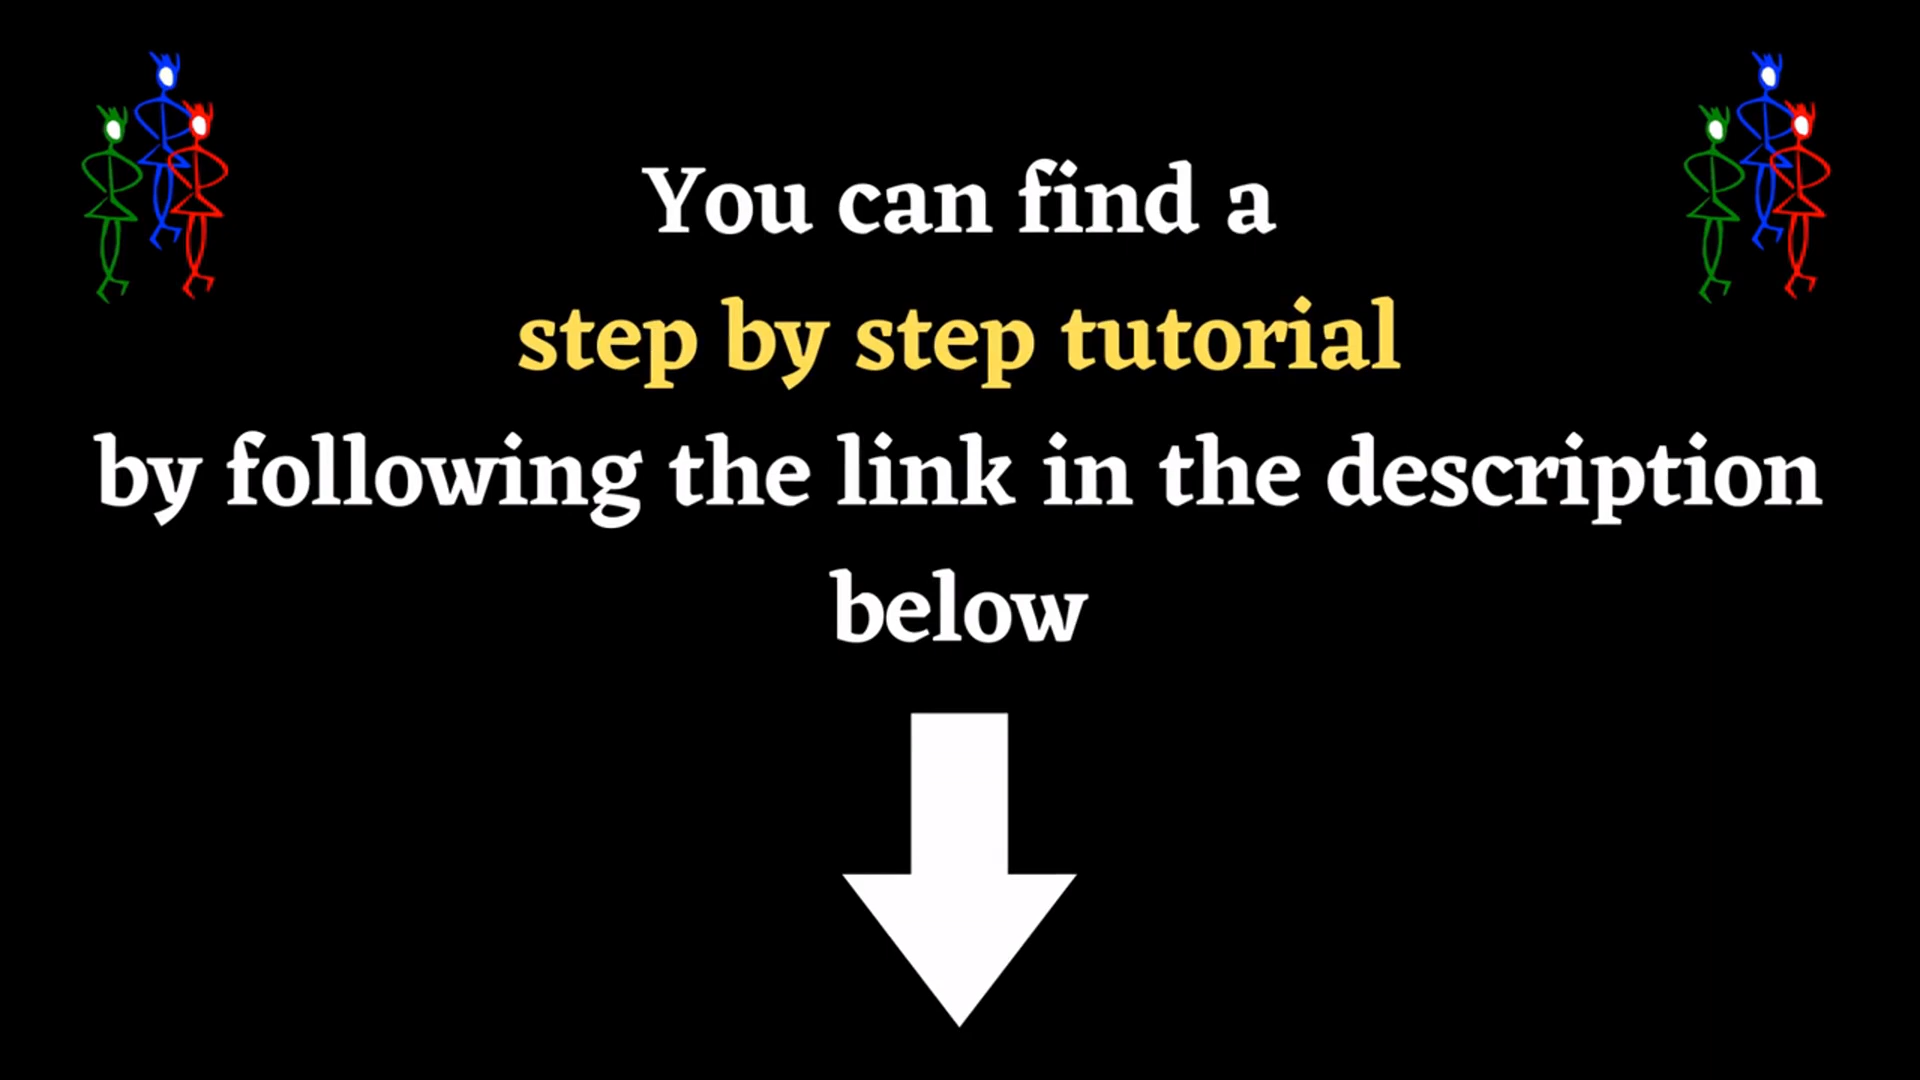 You can find a
step by step tutorial
by following the link in the description
below